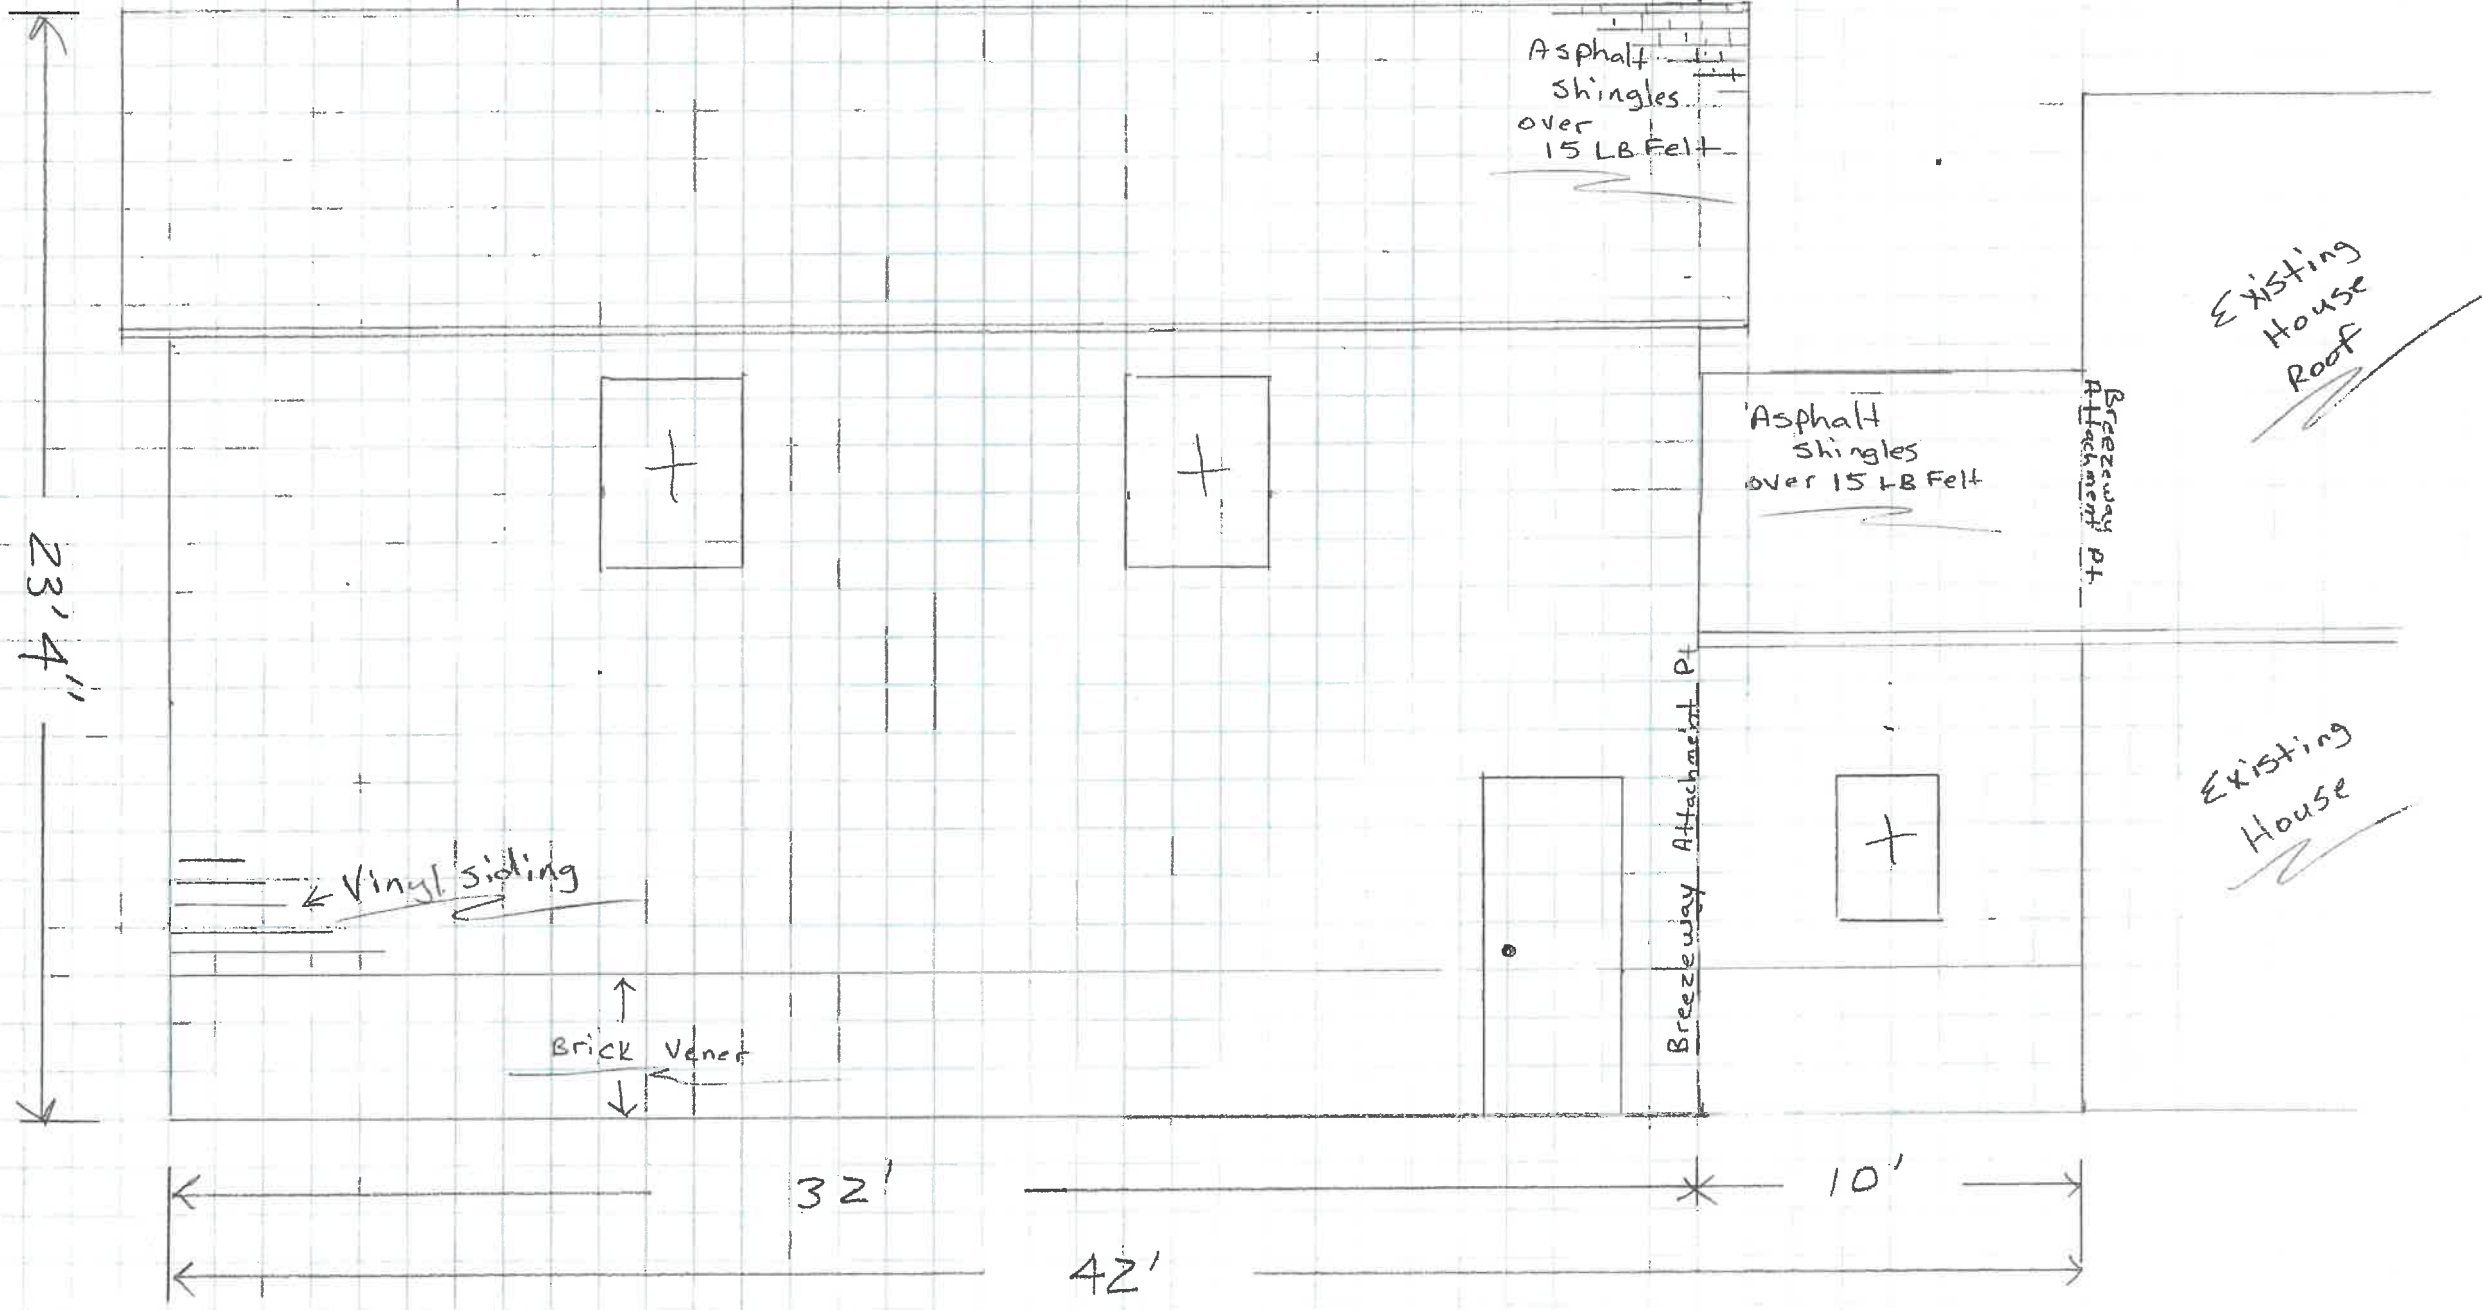 Asphalt
Shingles
over
15 LB Felt
Existing
House
Roof
Asphalt
Shingles
over 15 LB Felt
Breezeway
Attachment Pt
23' 4"
Breezeway Attachment Pt
Existing
House
Vinyl siding
Brick Vener
32'
10'
42'